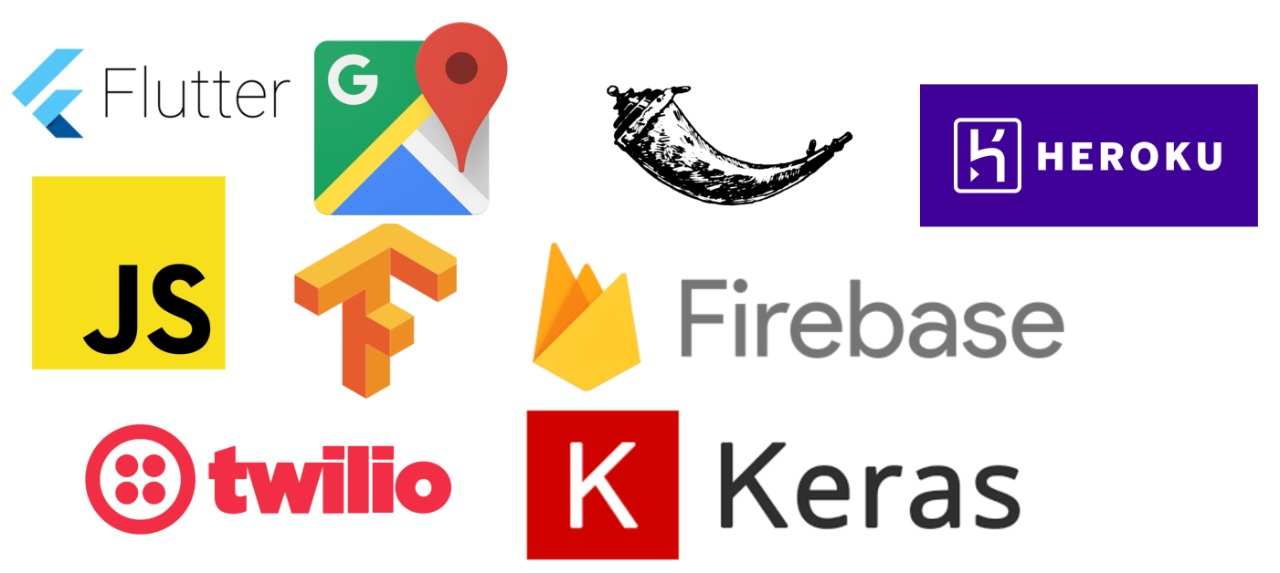 Flutter
G
HEROKU
JS
Firebase
twilio
K Keras